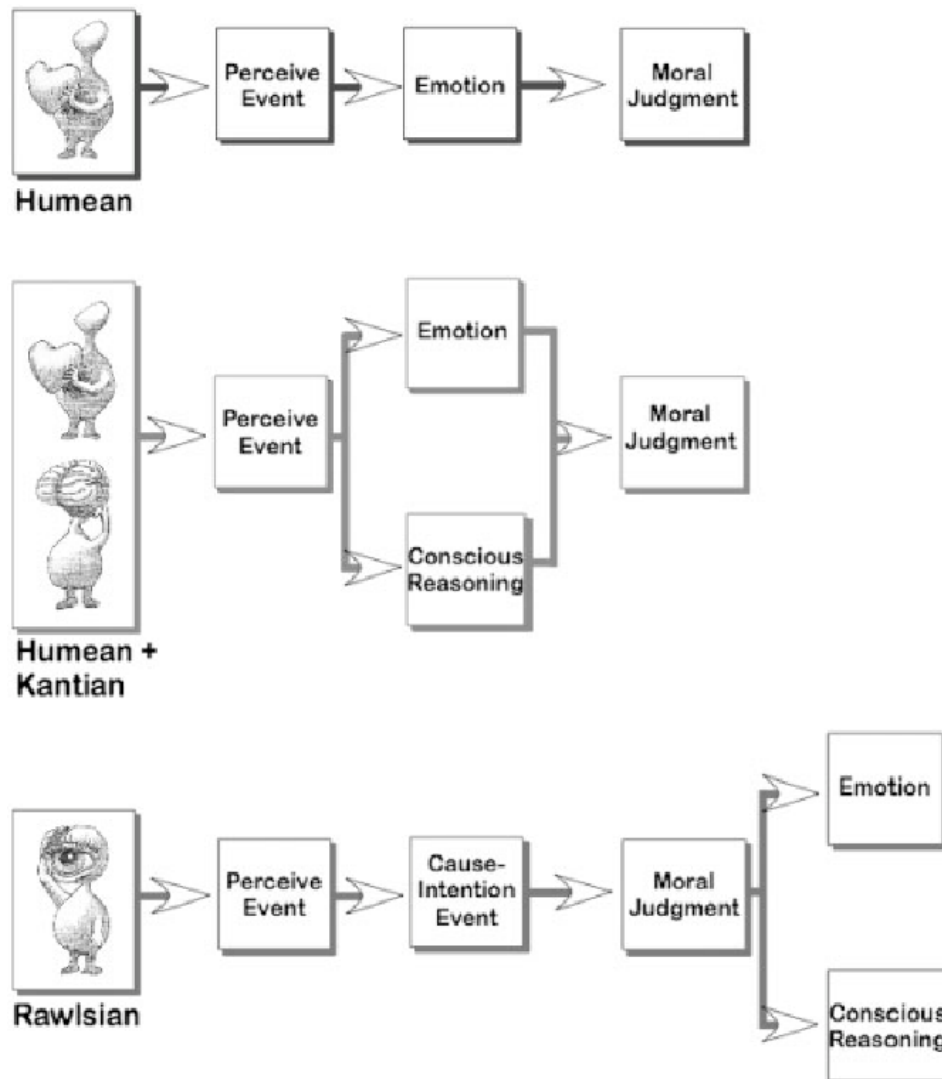 Perceive
Event
Emotion
Moral
Judgment
Humean
Emotion
Perceive
Event
Moral
Judgment
Conscious
Reasoning
Humean +
Kantian
Emotion
Perceive
Event
Cause-
Intention
Event
Moral
Judgment
Rawlsian
Conscious
Reasoning